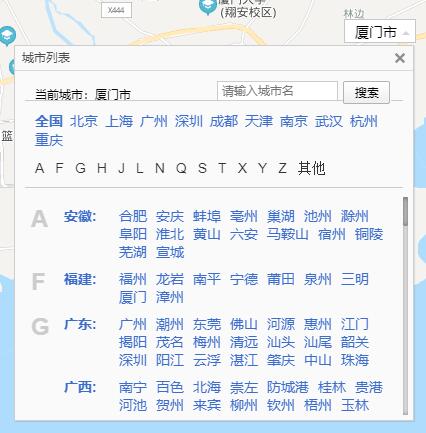 X444
厦门大学
(翔安校区)
林边
厦门市
城市列表
篮
当前城市：厦门市
请输入城市名
搜索
全国 北京 上海 广州 深圳 成都 天津 南京 武汉 杭州
重庆
A F G H J L N Q S T X Y Z 其他
A 安徽： 合肥 安庆 蚌埠 亳州 巢湖 池州 滁州
阜阳 淮北 黄山 六安 马鞍山 宿州 铜陵
芜湖 宣城
F 福建： 福州 龙岩 南平 宁德 莆田 泉州 三明
厦门 漳州
G 广东： 广州 潮州 东莞 佛山 河源 惠州 江门
揭阳 茂名 梅州 清远 汕头 汕尾 韶关
深圳 阳江 云浮 湛江 肇庆 中山 珠海
广西： 南宁 百色 北海 崇左 防城港 桂林 贵港
河池 贺州 来宾 柳州 钦州 梧州 玉林